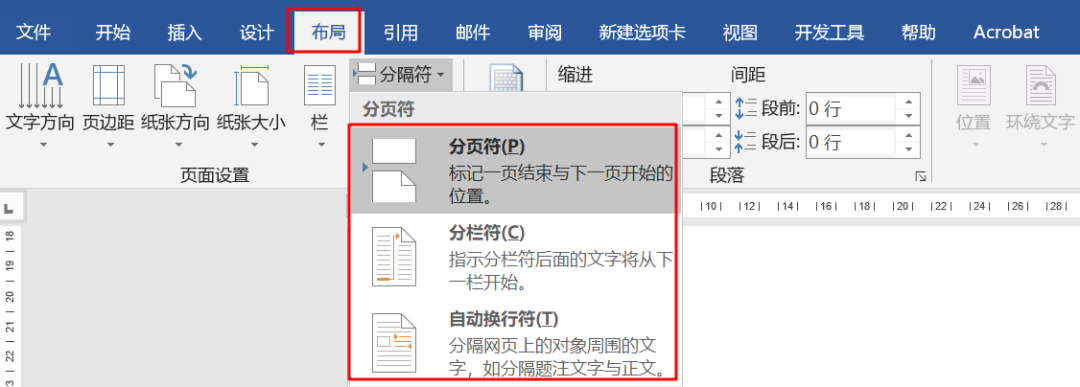 文件 开始 插入 设计 布局 引用 邮件 审阅 新建选项卡 视图 开发工具 帮助 Acrobat
A 分隔符 缩进 间距
文字方向 页边距 纸张方向 纸张大小 栏 段前: 0 行 位置 环绕文字
段后: 0 行
页面设置 段落
分页符
分页符(P)
标记一页结束与下一页开始的
位置。
分栏符(C)
指示分栏符后面的文字将从下
一栏开始。
自动换行符(T)
分隔网页上的对象周围的文
字，如分隔题注文字与正文。
L |10| |12| |14| |16| |18| |20| |22| |24| |26| |28|
18
19
20
21
22
23